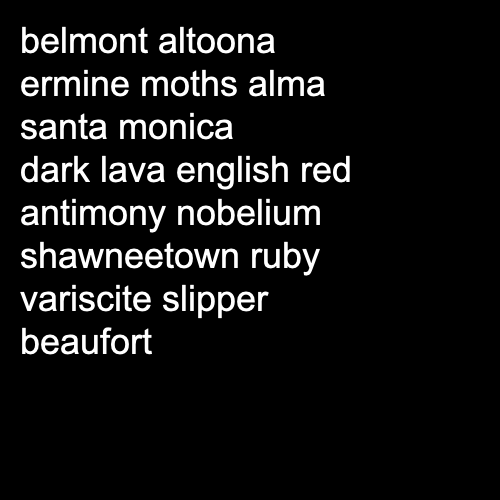 belmont altoona
ermine moths alma
santa monica
dark lava english red
antimony nobelium
shawneetown ruby
variscite slipper
beaufort